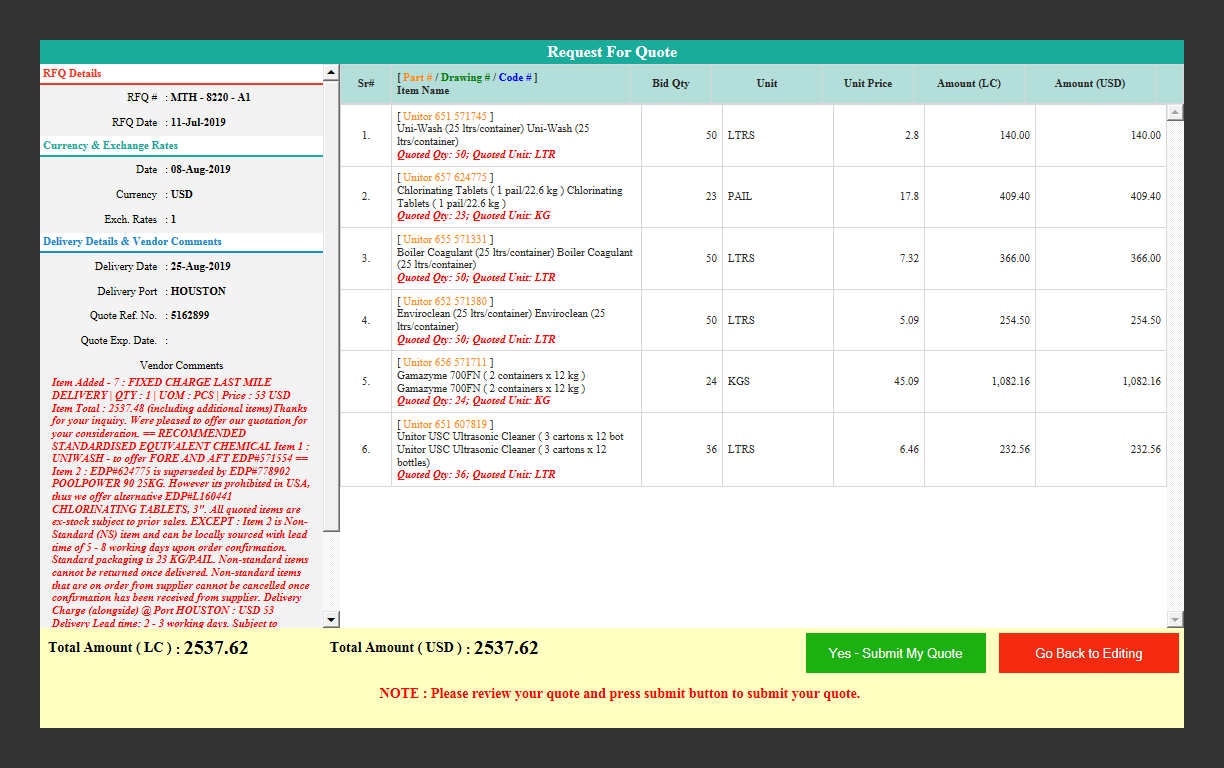 Request For Quote
RFQ Details
RFQ # : MTH - 8220 - A1
RFQ Date : 11-Jul-2019
Currency & Exchange Rates
Date : 08-Aug-2019
Currency : USD
Exch. Rates : 1
Delivery Details & Vendor Comments
Delivery Date : 25-Aug-2019
Delivery Port : HOUSTON
Quote Ref. No. : 5162899
Quote Exp. Date. :
Vendor Comments
Item Added - 7 : FIXED CHARGE LAST MILE
DELIVERY | QTY : 1 | UOM : PCS | Price : 53 USD
Item Total : 2537.48 (including additional items)Thanks
for your inquiry. Were pleased to offer our quotation for
your consideration. == RECOMMENDED
STANDARDISED EQUIVALENT CHEMICAL Item 1 :
UNIWASH - to offer FORE AND AFT EDP#571554 ==
Item 2 : EDP#624775 is superseded by EDP#778902
POOLPOWER 90 25KG. However its prohibited in USA,
thus we offer alternative EDP#L160441
CHLORINATING TABLETS, 3". All quoted items are
ex-stock subject to prior sales. EXCEPT : Item 2 is Non-
Standard (NS) item and can be locally sourced with lead
time of 5 - 8 working days upon order confirmation.
Standard packaging is 23 KG/PAIL. Non-standard items
cannot be returned once delivered. Non-standard items
that are on order from supplier cannot be cancelled once
confirmation has been received from supplier. Delivery
Charge (alongside) @ Port HOUSTON : USD 53
Delivery Lead time: 2 - 3 working days. Subject to
Sr# [ Part # / Drawing # / Code # ] Bid Qty Unit Unit Price Amount (LC) Amount (USD)
Item Name
[ Unitor 651 571745 ]
1. Uni-Wash (25 ltrs/container) Uni-Wash (25 50 LTRS 2.8 140.00 140.00
ltrs/container)
Quoted Qty: 50; Quoted Unit: LTR
[ Unitor 657 624775 ]
2. Chlorinating Tablets ( 1 pail/22.6 kg ) Chlorinating 23 PAIL 17.8 409.40 409.40
Tablets ( 1 pail/22.6 kg )
Quoted Qty: 23; Quoted Unit: KG
[ Unitor 655 571331 ]
3. Boiler Coagulant (25 ltrs/container) Boiler Coagulant 50 LTRS 7.32 366.00 366.00
(25 ltrs/container)
Quoted Qty: 50; Quoted Unit: LTR
[ Unitor 652 571380 ]
4. Enviroclean (25 ltrs/container) Enviroclean (25 50 LTRS 5.09 254.50 254.50
ltrs/container)
Quoted Qty: 50; Quoted Unit: LTR
[ Unitor 656 571711 ]
5. Gamazyme 700FN ( 2 containers x 12 kg ) 24 KGS 45.09 1,082.16 1,082.16
Gamazyme 700FN ( 2 containers x 12 kg )
Quoted Qty: 24; Quoted Unit: KG
[ Unitor 651 607819 ]
Unitor USC Ultrasonic Cleaner ( 3 cartons x 12 bot
6. Unitor USC Ultrasonic Cleaner ( 3 cartons x 12 36 LTRS 6.46 232.56 232.56
bottles)
Quoted Qty: 36; Quoted Unit: LTR
Total Amount ( LC ) : 2537.62 Total Amount ( USD ) : 2537.62 Yes - Submit My Quote Go Back to Editing
NOTE : Please review your quote and press submit button to submit your quote.